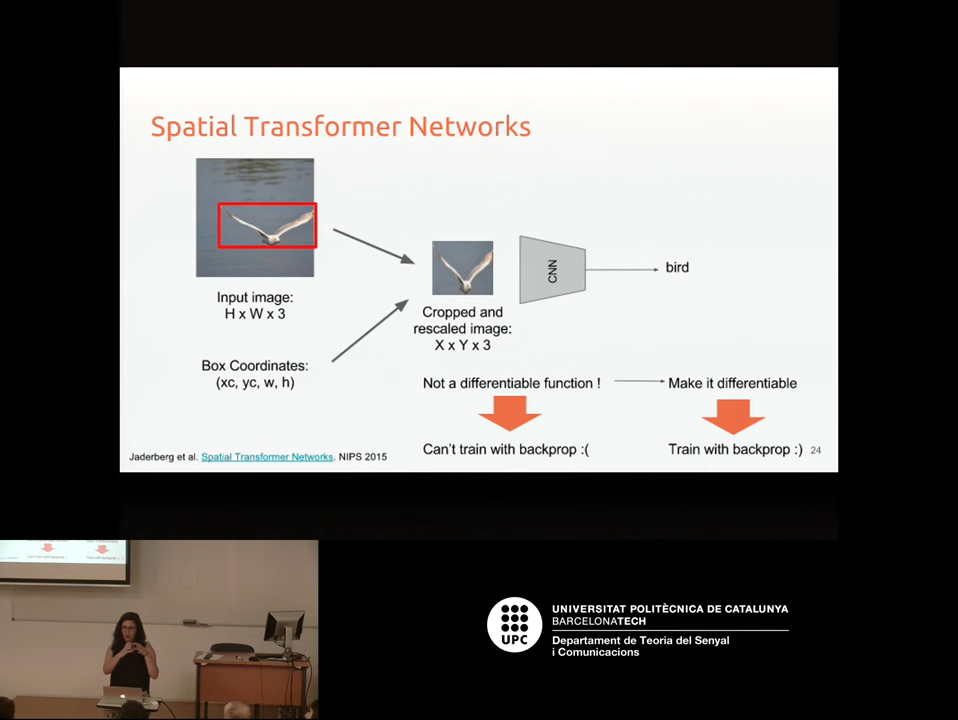 Spatial Transformer Networks
Input image:
H x W x 3
Box Coordinates:
(xc, yc, w, h)
Cropped and
rescaled image:
X x Y x 3
CNN
bird
Not a differentiable function !
Make it differentiable
Can't train with backprop :(
Train with backprop :)
24
Jaderberg et al. Spatial Transformer Networks. NIPS 2015
UPC
UNIVERSITAT POLITÈCNICA DE CATALUNYA
BARCELONATECH
Departament de Teoria del Senyal
i Comunicacions